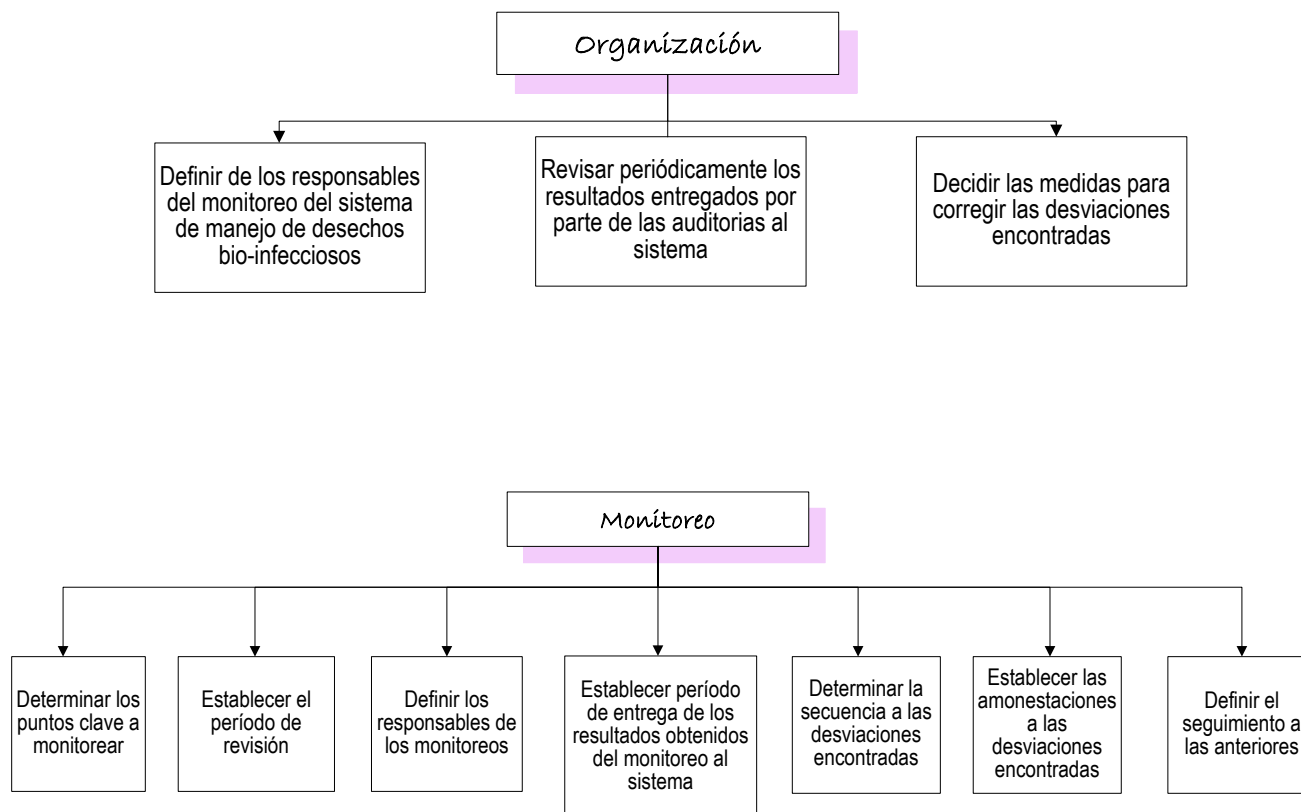 Organización
Definir de los responsables
del monitoreo del sistema
de manejo de desechos
bio-infecciosos
Revisar periódicamente los
resultados entregados por
parte de las auditorias al
sistema
Decidir las medidas para
corregir las desviaciones
encontradas
Monitoreo
Determinar los
puntos clave a
monitorear
Establecer el
período de
revisión
Definir los
responsables de
los monitoreos
Establecer período
de entrega de los
resultados obtenidos
del monitoreo al
sistema
Determinar la
secuencia a las
desviaciones
encontradas
Establecer las
amonestaciones
a las
desviaciones
encontradas
Definir el
seguimiento a
las anteriores